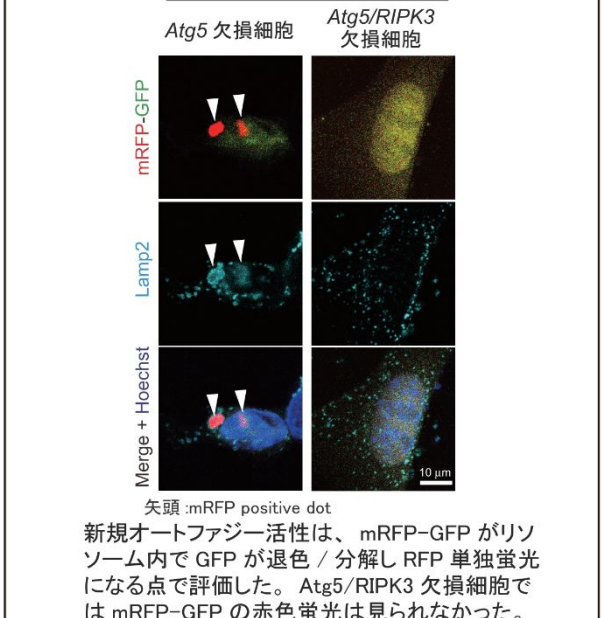 Atg5 欠損細胞
Atg5/RIPK3
欠損細胞
mRFP-GFP
Lamp2
Merge + Hoechst
10 μm
矢頭 :mRFP positive dot
新規オートファジー活性は、 mRFP-GFP がリソ
ソーム内で GFP が退色 / 分解し RFP 単独蛍光
になる点で評価した。 Atg5/RIPK3 欠損細胞で
は mRFP-GFP の赤色蛍光は見られなかった。